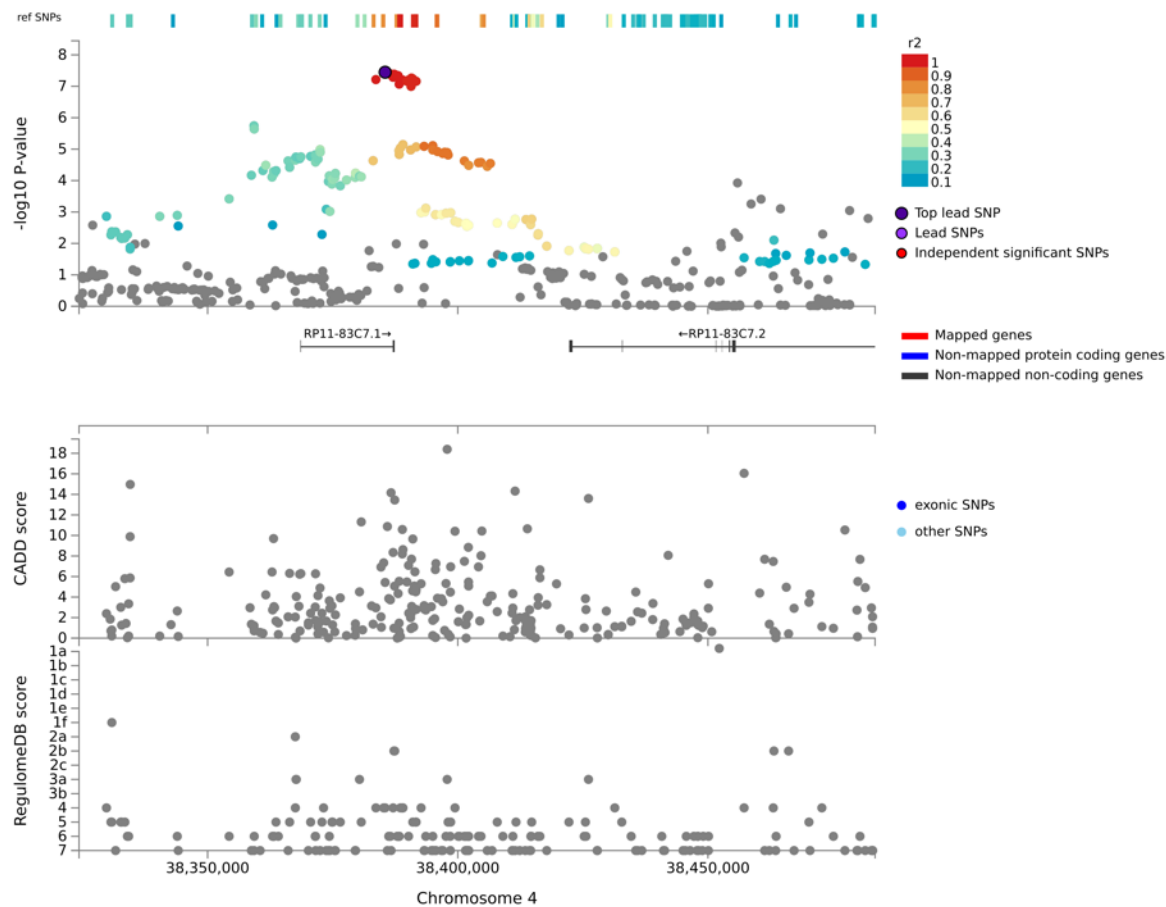 ref SNPs
8
7
6
5
4
3
2
1
0
-log10 P-value
r2
1
0.9
0.8
0.7
0.6
0.5
0.4
0.3
0.2
0.1
Top lead SNP
Lead SNPs
Independent significant SNPs
RP11-83C7.1→
←RP11-83C7.2
Mapped genes
Non-mapped protein coding genes
Non-mapped non-coding genes
18
16
14
12
10
8
6
4
2
0
CADD score
exonic SNPs
other SNPs
1a
1b
1c
1d
1e
1f
2a
2b
2c
3a
3b
4
5
6
7
RegulomeDB score
38,350,000
38,400,000
38,450,000
Chromosome 4